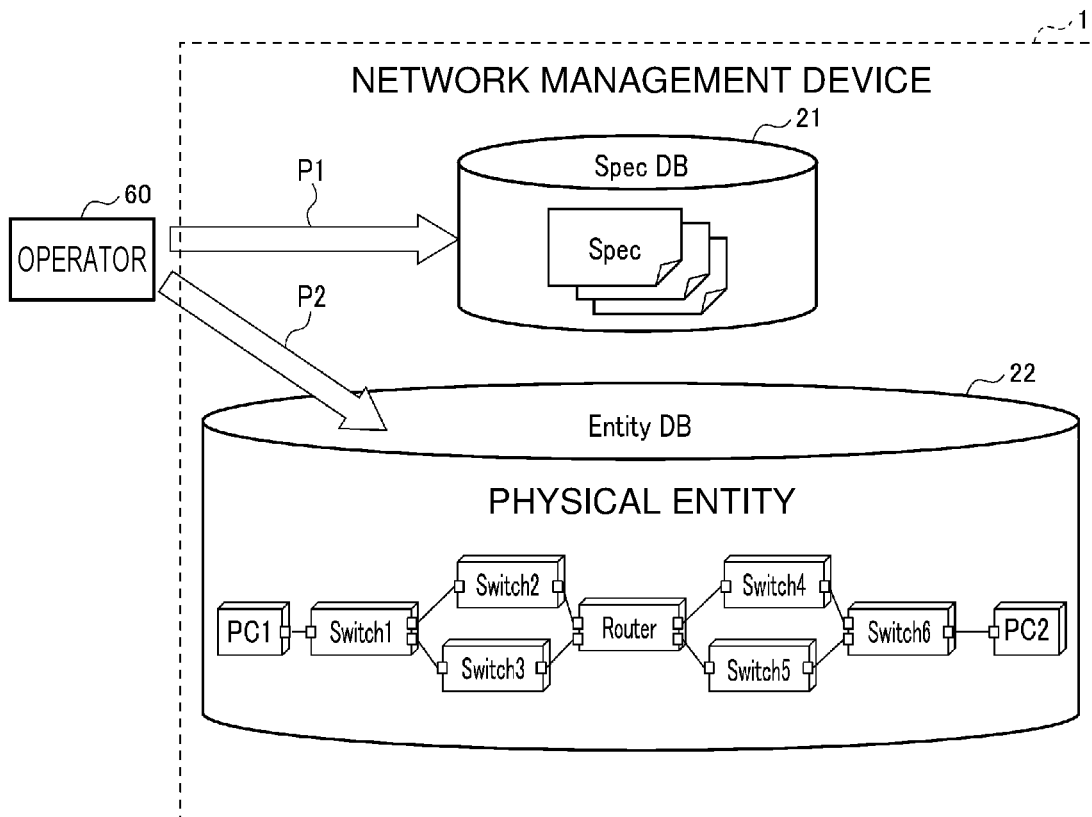 1
NETWORK MANAGEMENT DEVICE
21
Spec DB
P1
60
Spec
OPERATOR
P2
22
Entity DB
PHYSICAL ENTITY
Switch2
Switch4
PC1
Switch1
Router
Switch6
PC2
Switch3
Switch5